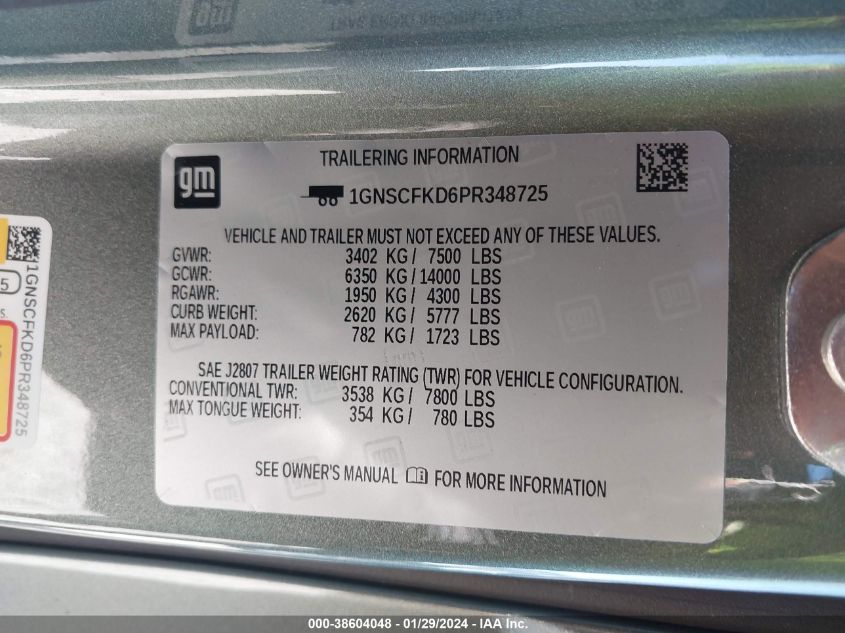 gm
TRAILERING INFORMATION
1GNSCFKD6PR348725
VEHICLE AND TRAILER MUST NOT EXCEED ANY OF THESE VALUES.
GVWR: 3402 KG/ 7500 LBS
GCWR: 6350 KG/14000 LBS
RGAWR: 1950 KG/ 4300 LBS
CURB WEIGHT: 2620 KG/ 5777 LBS
MAX PAYLOAD: 782 KG/ 1723 LBS
SAE J2807 TRAILER WEIGHT RATING (TWR) FOR VEHICLE CONFIGURATION.
CONVENTIONAL TWR: 3538 KG/ 7800 LBS
MAX TONGUE WEIGHT: 354 KG/ 780 LBS
SEE OWNER'S MANUAL FOR MORE INFORMATION
1GNSCFKD6PR348725
5
S.
000-38604048 - 01/29/2024 - IAA Inc.